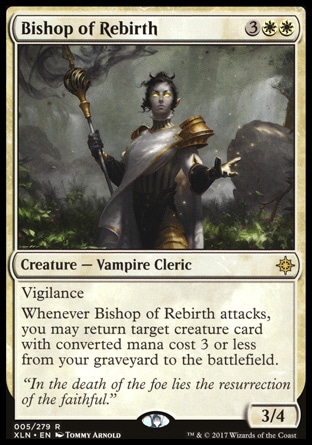 Bishop of Rebirth 3
Creature — Vampire Cleric
Vigilance
Whenever Bishop of Rebirth attacks,
you may return target creature card
with converted mana cost 3 or less
from your graveyard to the battlefield.
“In the death of the foe lies the resurrection
of the faithful.”
3/4
005/279 R
XLN • EN Tommy Arnold
™ & © 2017 Wizards of the Coast